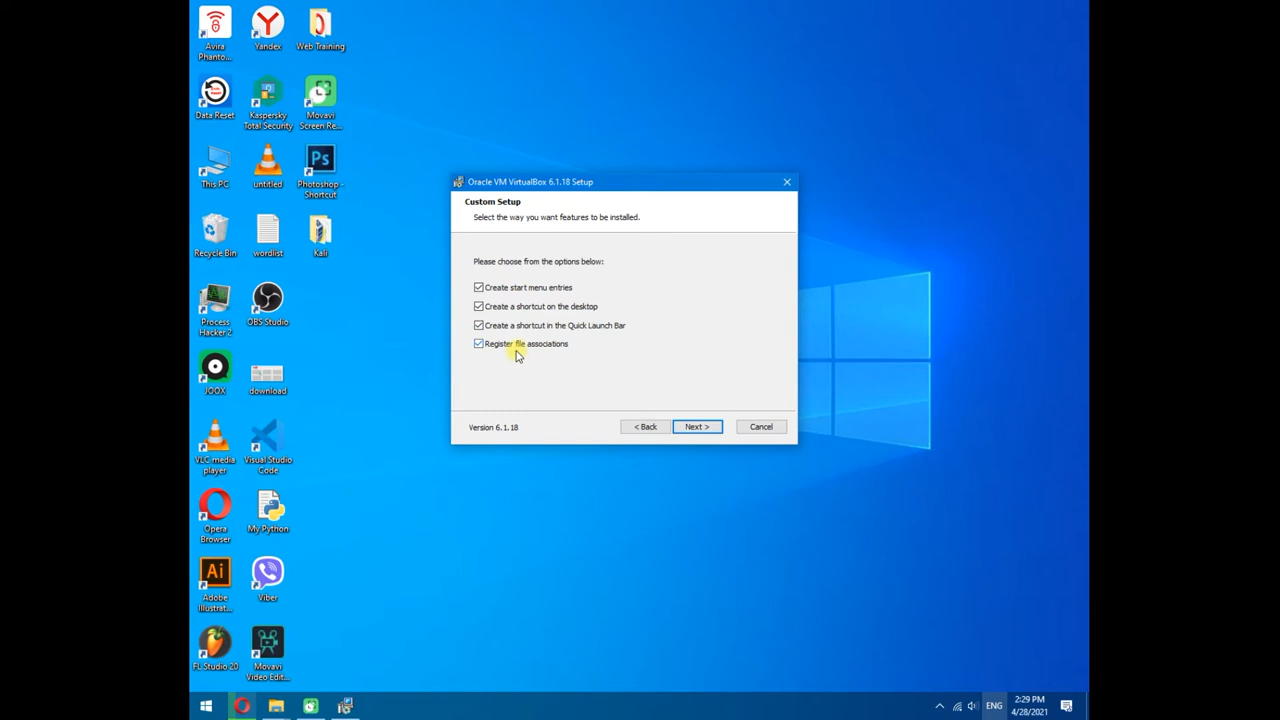 Avira
Phanto...
Yandex
Web Training
Data Reset
Kaspersky
Total Security
Movavi
Screen Re...
This PC
untitled
Ps
Photoshop -
Shortcut
Recycle Bin
wordlist
Kali
Process
Hacker 2
OBS Studio
JOOX
download
VLC media
player
Visual Studio
Code
Opera
Browser
My Python
Ai
Adobe
Illustrat...
Viber
FL Studio 20
Movavi
Video Edit...
Oracle VM VirtualBox 6.1.18 Setup
Custom Setup
Select the way you want features to be installed.
Please choose from the options below:
Create start menu entries
Create a shortcut on the desktop
Create a shortcut in the Quick Launch Bar
Register file associations
Version 6.1.18
< Back
Next >
Cancel
ENG
2:29 PM
4/28/2021